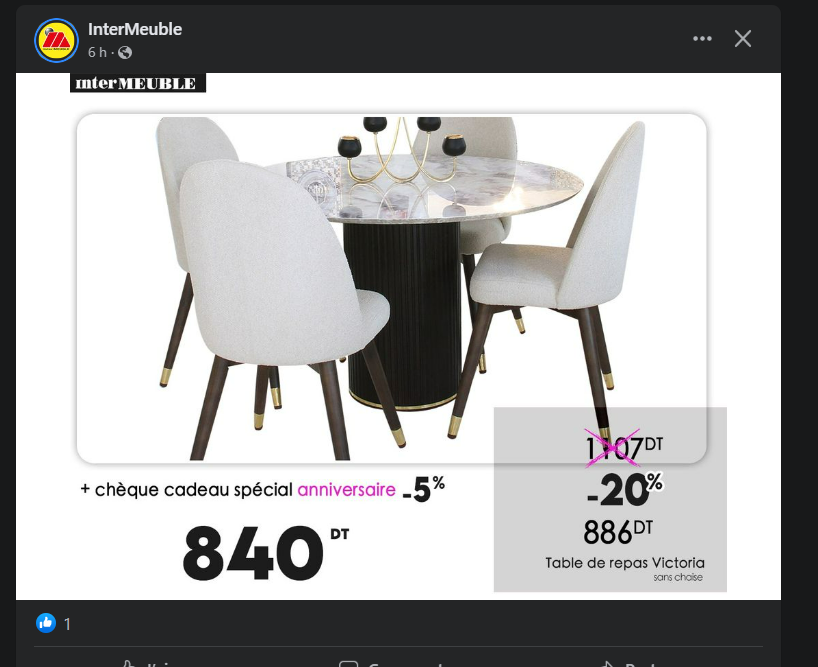 InterMeuble
6 h
interMEUBLE
1107DT
-20%
886DT
Table de repas Victoria
sans chaise
+ chèque cadeau spécial anniversaire -5%
840 DT
1